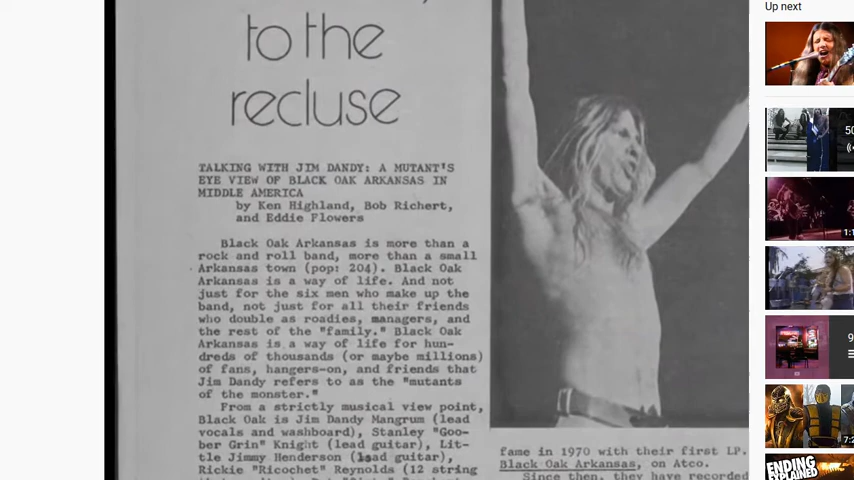 to the
recluse
TALKING WITH JIM DANDY: A MUTANT'S
EYE VIEW OF BLACK OAK ARKANSAS IN
MIDDLE AMERICA
by Ken Highland, Bob Richert,
and Eddie Flowers
Black Oak Arkansas is more than a
rock and roll band, more than a small
Arkansas town (pop: 204). Black Oak
Arkansas is a way of life. And not
just for the six men who make up the
band, not just for all their friends
who double as roadies, managers, and
the rest of the "family." Black Oak
Arkansas is a way of life for hun-
dreds of thousands (or maybe millions)
of fans, hangers-on, and friends that
Jim Dandy refers to as the "mutants
of the monster."
From a strictly musical view point,
Black Oak is Jim Dandy Mangrum (lead
vocals and washboard), Stanley "Goo-
ber Grin" Knight (lead guitar), Lit-
tle Jimmy Henderson (lead guitar),
Rickie "Ricochet" Reynolds (12 string
fame in 1970 with their first LP.
Black Oak Arkansas, on Atco.
Since then, they have recorded
Up next
50
1:1
9
7:2
ENDING
EXPLAINED